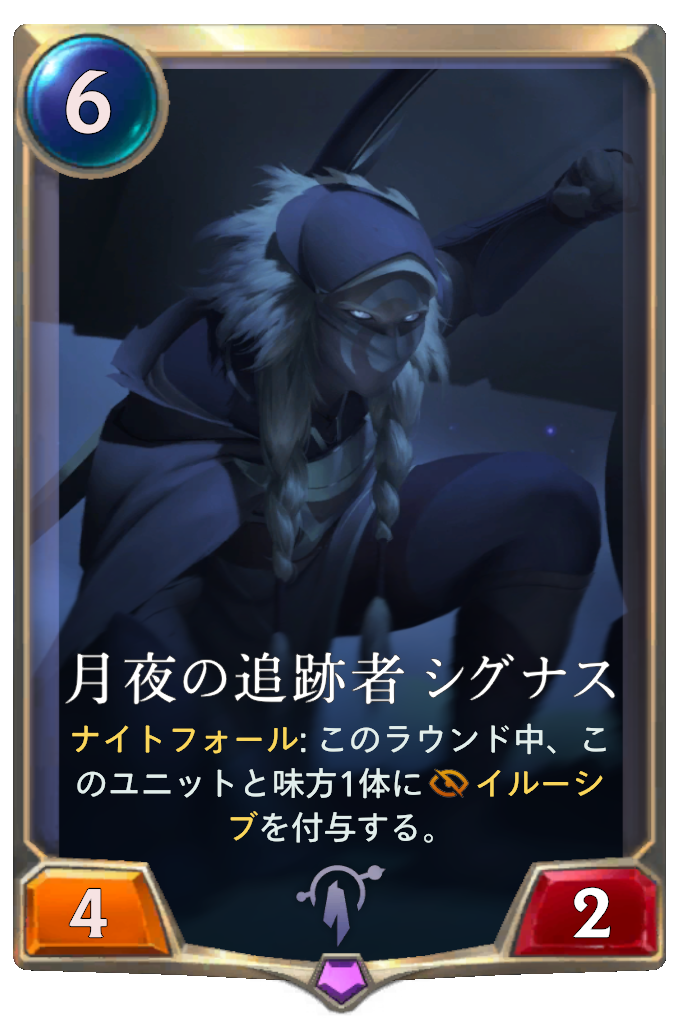 6
月夜の追跡者 シグナス
ナイトフォール: このラウンド中、こ
のユニットと味方1体にイルーシ
ブを付与する。
4
2